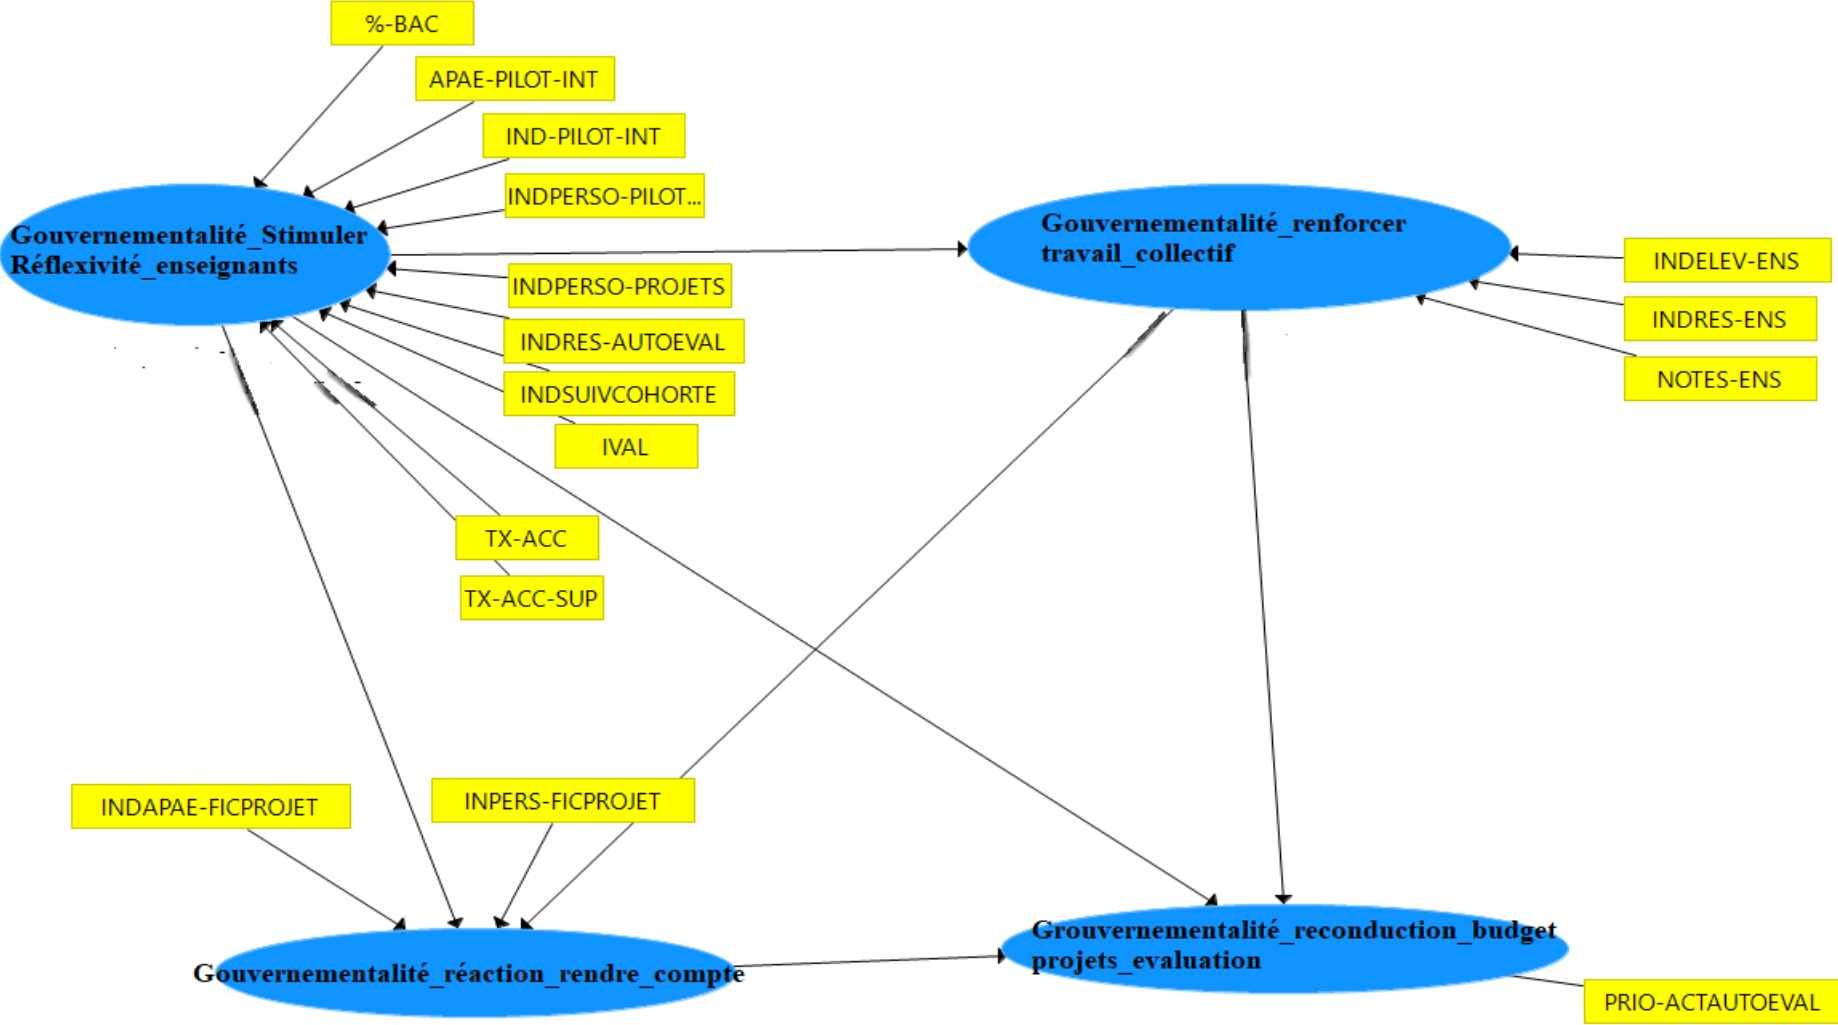 %-BAC
APAE-PILOT-INT
IND-PILOT-INT
INDPERSO-PILOT...
Gouvernementalité_Stimuler
Réflexivité_enseignants
Gouvernementalité_renforcer
travail_collectif
INDELEV-ENS
INDPERSO-PROJETS
INDRES-ENS
INDRES-AUTOEVAL
NOTES-ENS
INDSUIVCOHORTE
IVAL
TX-ACC
TX-ACC-SUP
INDAPAE-FICPROJET
INPERS-FICPROJET
Grouvernementalité_reconduction_budget
projets_evaluation
Gouvernementalité_réaction_rendre_compte
PRIO-ACTAUTOEVAL